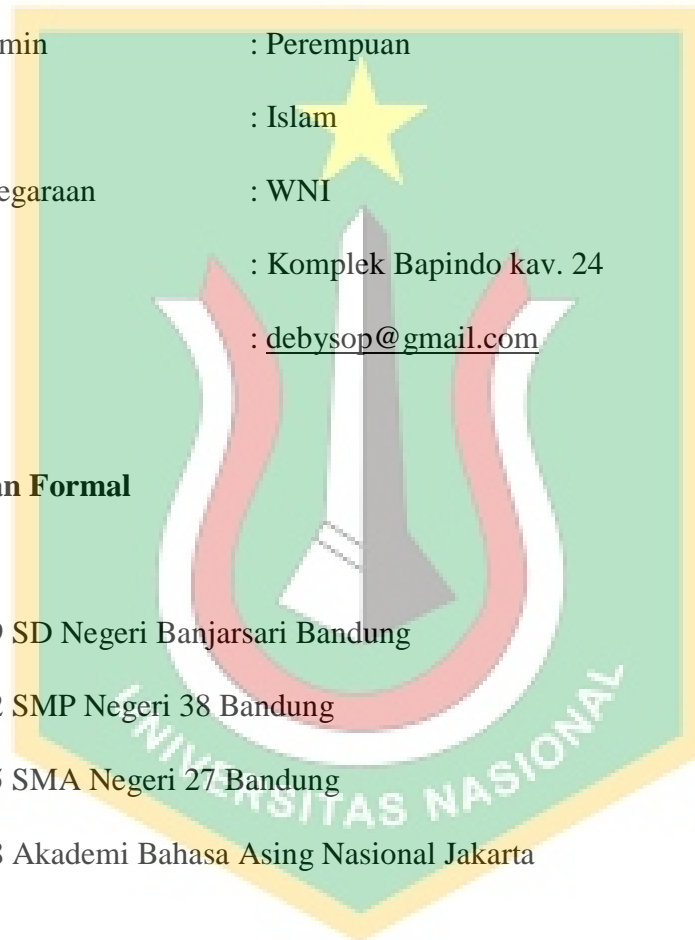 min : Perempuan
: Islam
egaraan : WNI
: Komplek Bapindo kav. 24
: debysop@gmail.com
an Formal
SD Negeri Banjarsari Bandung
SMP Negeri 38 Bandung
SMA Negeri 27 Bandung
Akademi Bahasa Asing Nasional Jakarta
UNIVERSITAS NASIONAL